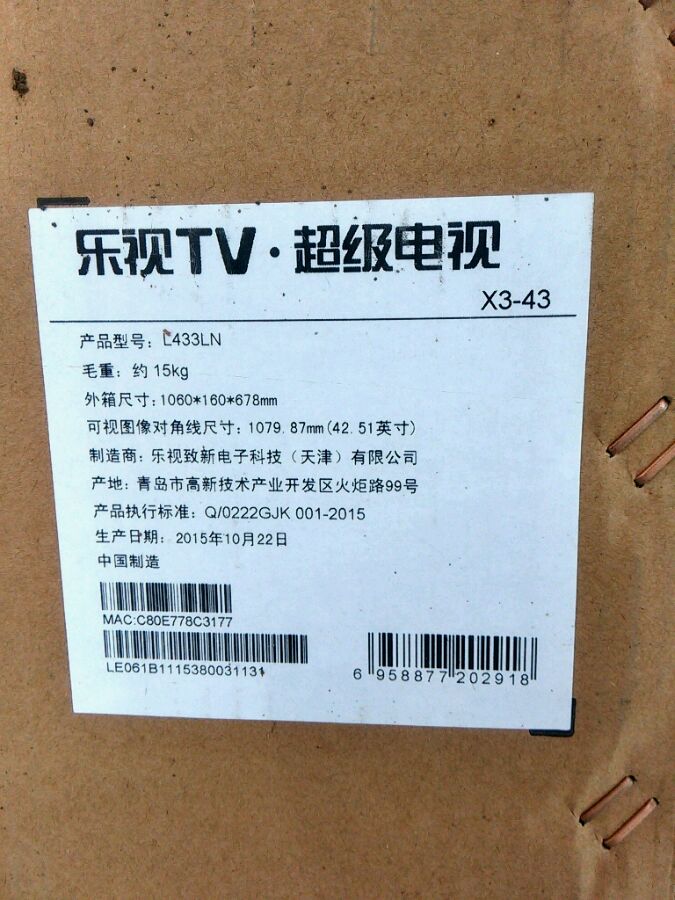 乐视TV·超级电视
X3-43
产品型号：L433LN
毛重：约 15kg
外箱尺寸：1060*160*678mm
可视图像对角线尺寸：1079.87mm(42.51英寸)
制造商：乐视致新电子科技（天津）有限公司
产地：青岛市高新技术产业开发区火炬路99号
产品执行标准：Q/0222GJK 001-2015
生产日期：2015年10月22日
中国制造
MAC:C80E778C3177
LE061B1115380031131
6 958877 202918